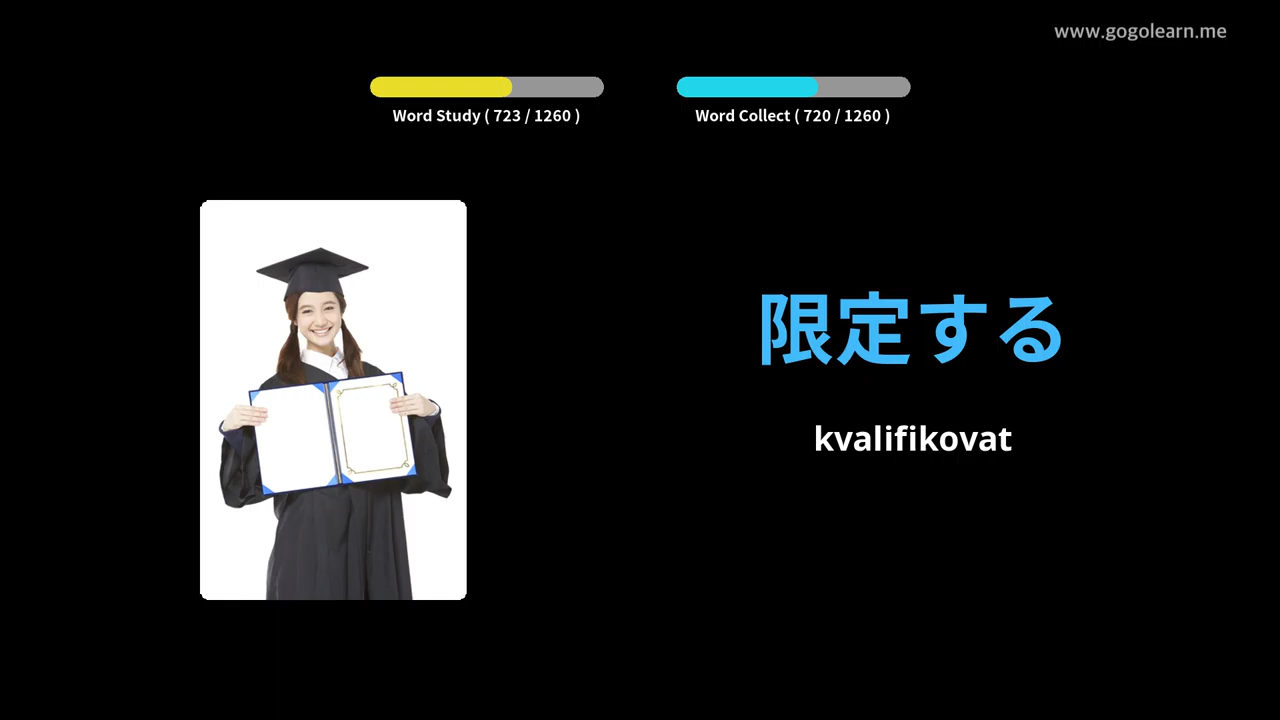 www.gogolearn.me
Word Study ( 723 / 1260 )
Word Collect ( 720 / 1260 )
限定する
kvalifikovat